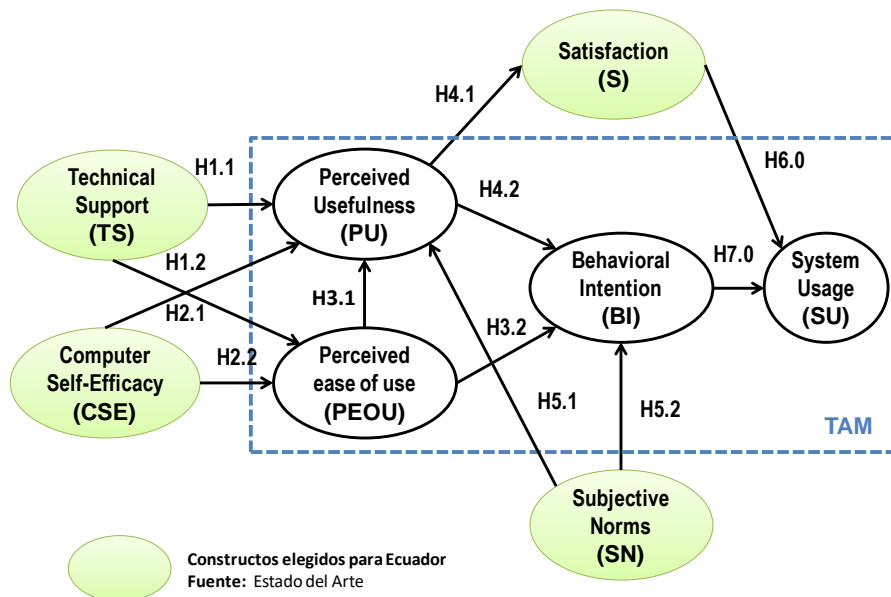 Satisfaction
(S)
H4.1
H6.0
Technical
Support
(TS)
H1.1
Perceived
Usefulness
(PU)
H4.2
H1.2
H2.1
H3.1
Behavioral
Intention
(BI)
H7.0
System
Usage
(SU)
Computer
Self-Efficacy
(CSE)
H2.2
Perceived
ease of use
(PEOU)
H3.2
H5.1
H5.2
TAM
Subjective
Norms
(SN)
Constructos elegidos para Ecuador
Fuente: Estado del Arte